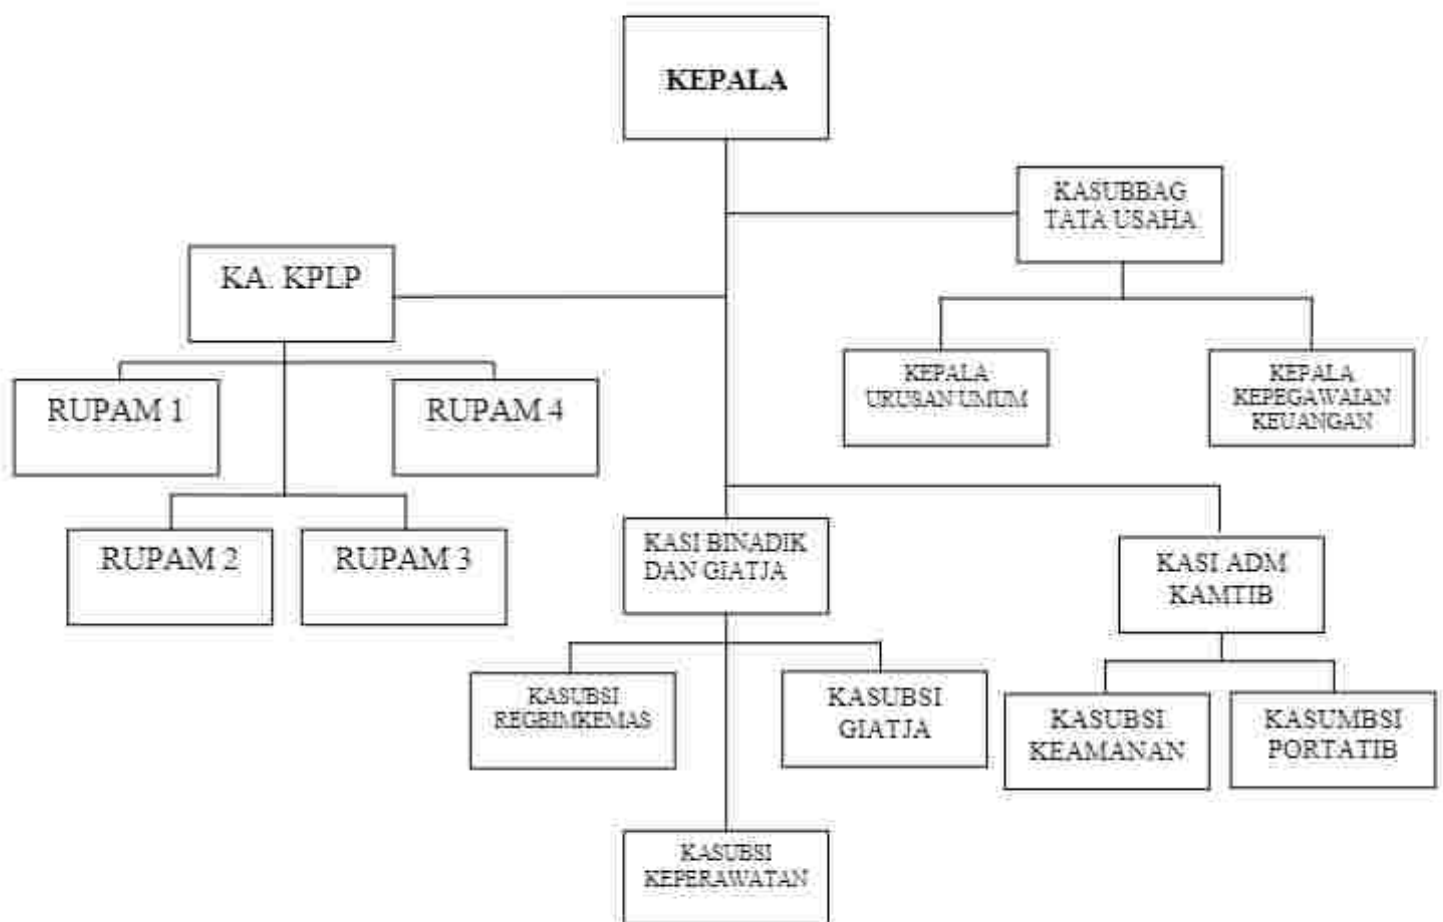 KEPALA
KASUBBAG
TATA USAHA
KA. KPLP
KEPALA
URUSAN UMUM
KEPALA
KEPEGAWAIAN
KEUANGAN
RUPAM 1
RUPAM 4
RUPAM 2
RUPAM 3
KASI BINADIK
DAN GIATJA
KASI ADM
KAMTIB
KASUBSI
REGBIMKEMAS
KASUBSI
GIATJA
KASUBSI
KEAMANAN
KASUMBSI
PORTATIB
KASUBSI
KEPERAWATAN